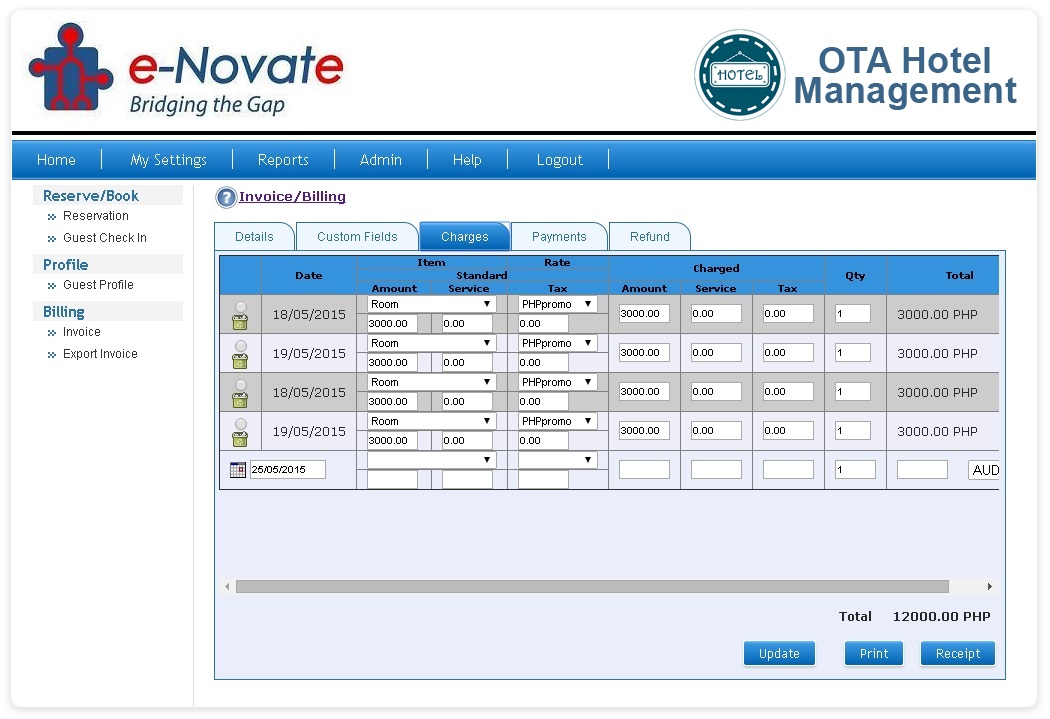 e-Novate
Bridging the Gap
HOTEL
OTA Hotel
Management
Home My Settings Reports Admin Help Logout
Reserve/Book
Reservation
Guest Check In
Profile
Guest Profile
Billing
Invoice
Export Invoice
? Invoice/Billing
Details Custom Fields Charges Payments Refund
Item Rate
Date Standard Charged Qty Total
Amount Service Tax Amount Service Tax
Room PHPpromo
18/05/2015 3000.00 0.00 0.00 3000.00 0.00 0.00 1 3000.00 PHP
Room PHPpromo
19/05/2015 3000.00 0.00 0.00 3000.00 0.00 0.00 1 3000.00 PHP
Room PHPpromo
18/05/2015 3000.00 0.00 0.00 3000.00 0.00 0.00 1 3000.00 PHP
Room PHPpromo
19/05/2015 3000.00 0.00 0.00 3000.00 0.00 0.00 1 3000.00 PHP
25/05/2015 1 AUD
Total 12000.00 PHP
Update Print Receipt